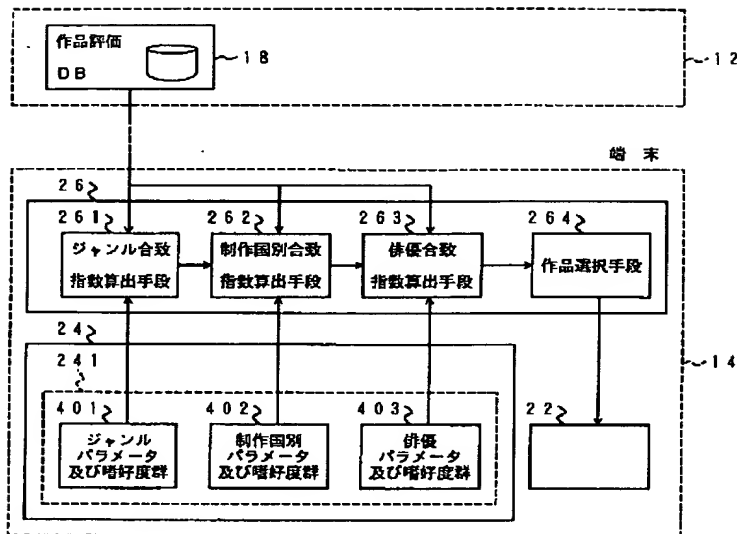 作品評価
DB
18
12
端末
26
261
262
263
264
ジャンル合致
指数算出手段
制作国別合致
指数算出手段
俳優合致
指数算出手段
作品選択手段
24
241
14
401
402
403
22
ジャンル
パラメータ
及び嗜好度群
制作国別
パラメータ
及び嗜好度群
俳優
パラメータ
及び嗜好度群